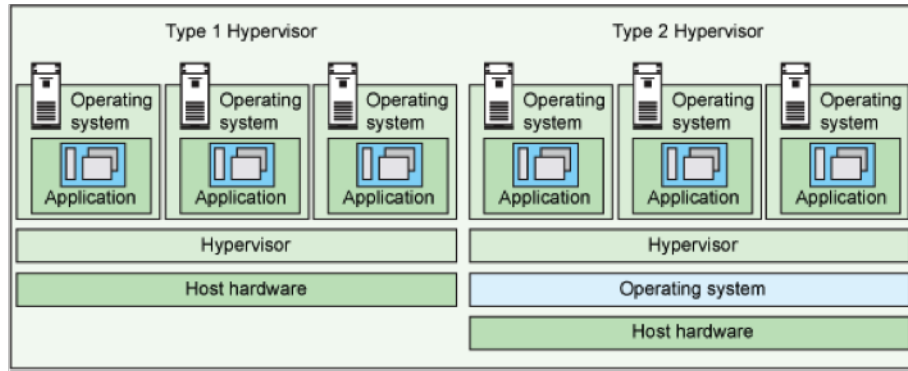 Type 1 Hypervisor
Operating
system
Application
Operating
system
Application
Operating
system
Application
Hypervisor
Host hardware
Type 2 Hypervisor
Operating
system
Application
Operating
system
Application
Operating
system
Application
Hypervisor
Operating system
Host hardware